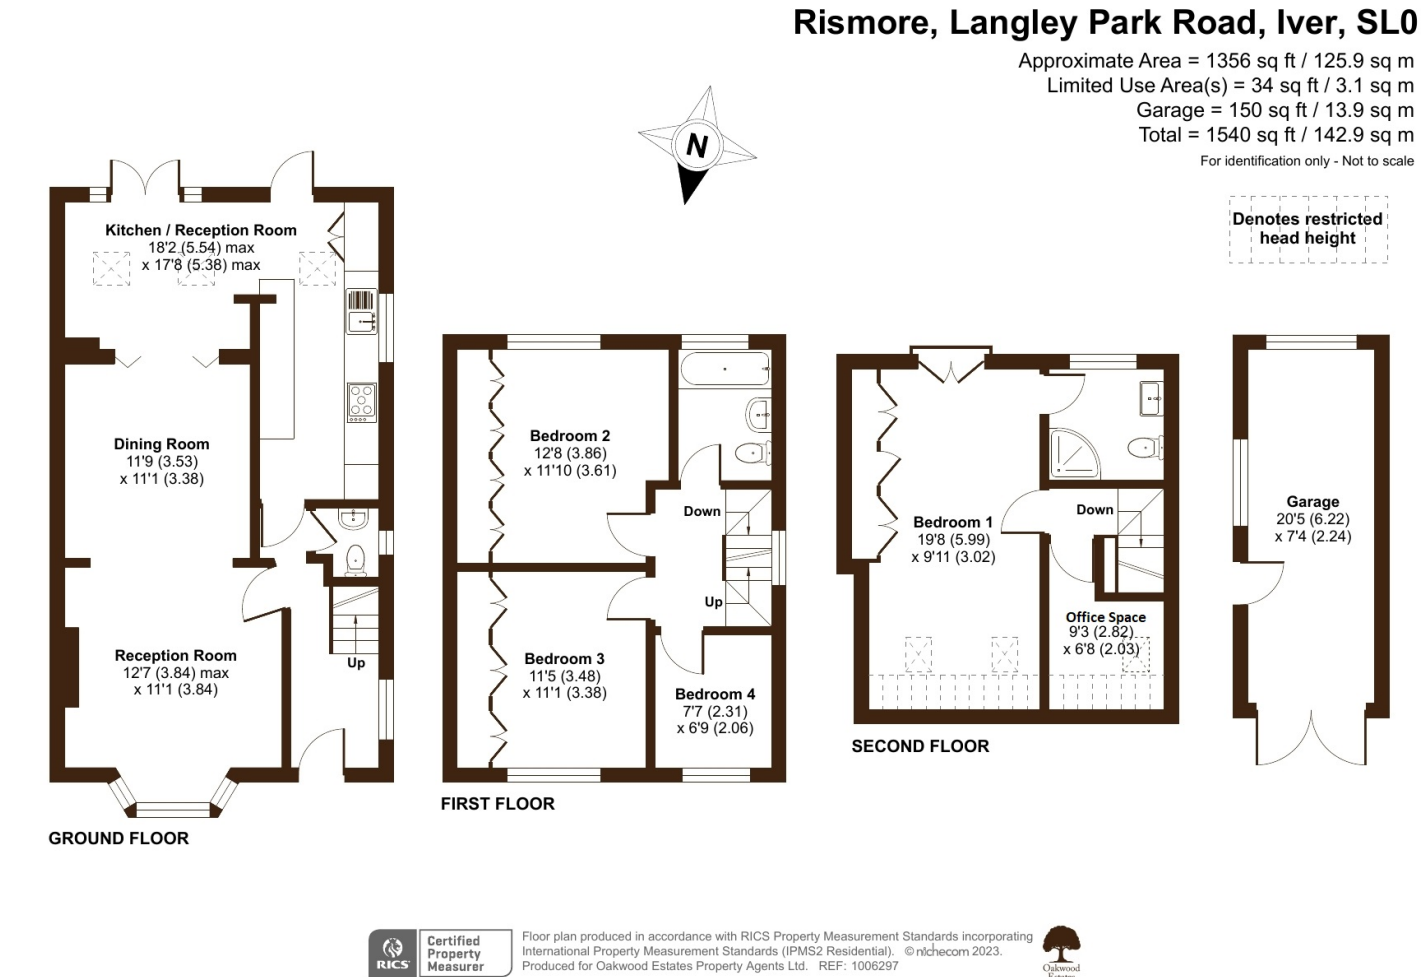 Rismore, Langley Park Road, Iver, SL0
Approximate Area = 1356 sq ft / 125.9 sq m
Limited Use Area(s) = 34 sq ft / 3.1 sq m
Garage = 150 sq ft / 13.9 sq m
Total = 1540 sq ft / 142.9 sq m
For identification only - Not to scale
N
Denotes restricted
head height
Kitchen / Reception Room
18'2 (5.54) max
x 17'8 (5.38) max
Dining Room
11'9 (3.53)
x 11'1 (3.38)
Reception Room
12'7 (3.84) max
x 11'1 (3.84)
Up
GROUND FLOOR
Bedroom 2
12'8 (3.86)
x 11'10 (3.61)
Down
Up
Bedroom 3
11'5 (3.48)
x 11'1 (3.38)
Bedroom 4
7'7 (2.31)
x 6'9 (2.06)
FIRST FLOOR
Bedroom 1
19'8 (5.99)
x 9'11 (3.02)
Down
Office Space
9'3 (2.82)
x 6'8 (2.03)
SECOND FLOOR
Garage
20'5 (6.22)
x 7'4 (2.24)
RICS
Certified
Property
Measurer
Floor plan produced in accordance with RICS Property Measurement Standards incorporating
International Property Measurement Standards (IPMS2 Residential). © nichecom 2023.
Produced for Oakwood Estates Property Agents Ltd. REF: 1006297
Oakwood
Estates